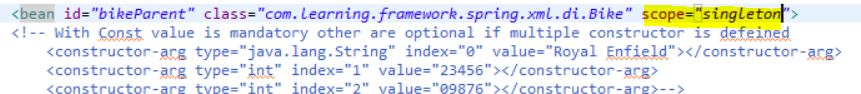 <bean id="bikeParent" class="com.learning.framework.spring.xml.di.Bike" scope="singleton">
<!-- With Const value is mandatory other are optional if multiple constructor is defeined
<constructor-arg type="java.lang.String" index="0" value="Royal Enfield"></constructor-arg>
<constructor-arg type="int" index="1" value="23456"></constructor-arg>
<constructor-arg type="int" index="2" value="09876"></constructor-arg>-->